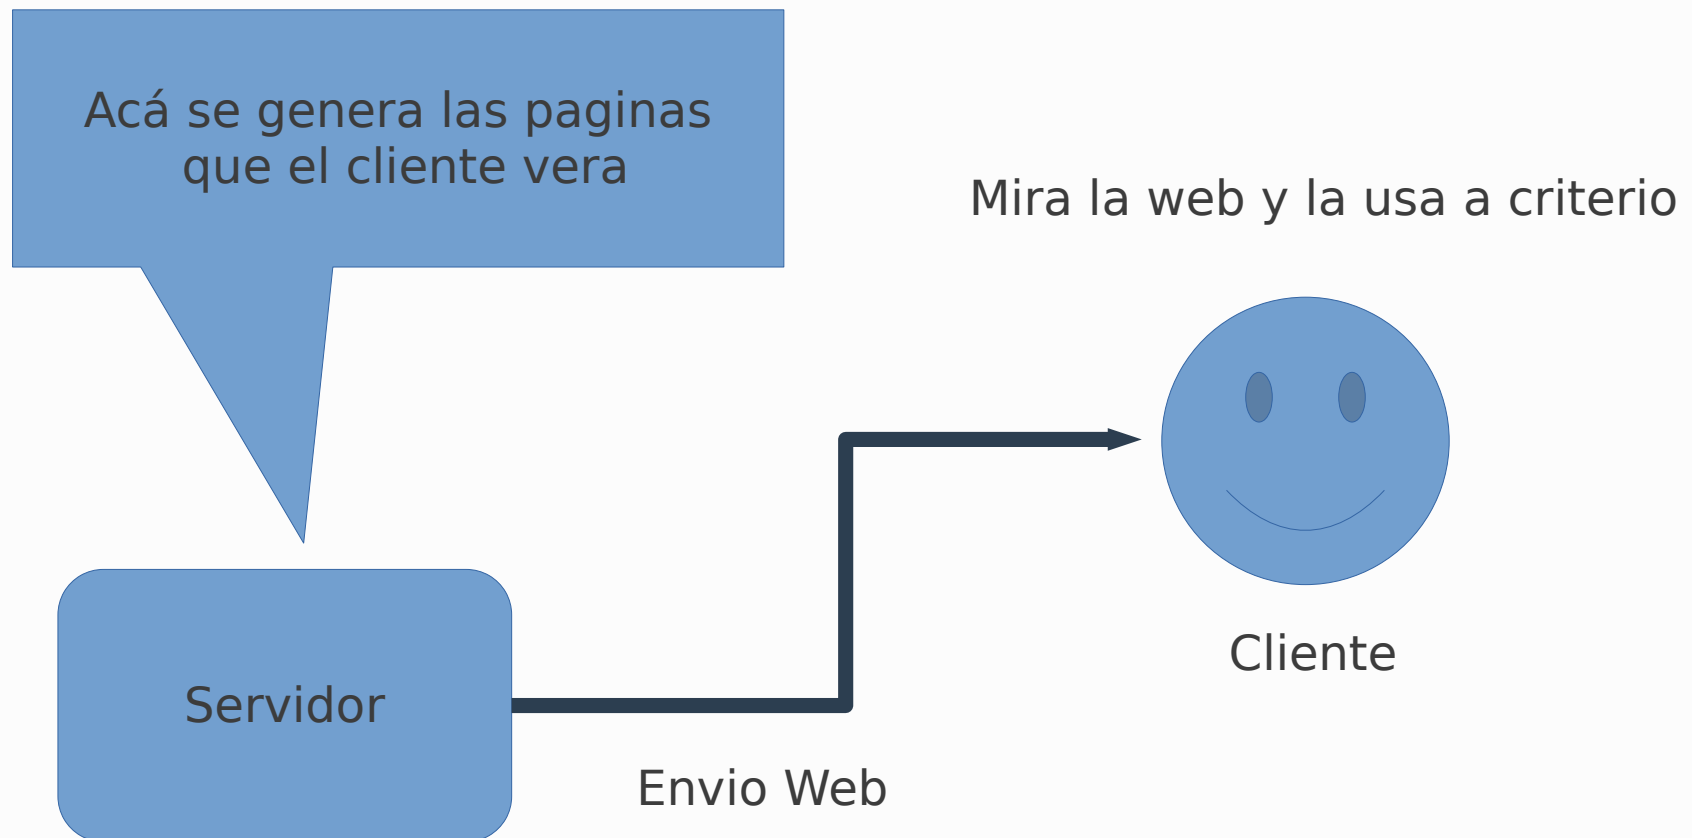 Acá se genera las paginas
que el cliente vera
Mira la web y la usa a criterio
Cliente
Servidor
Envio Web